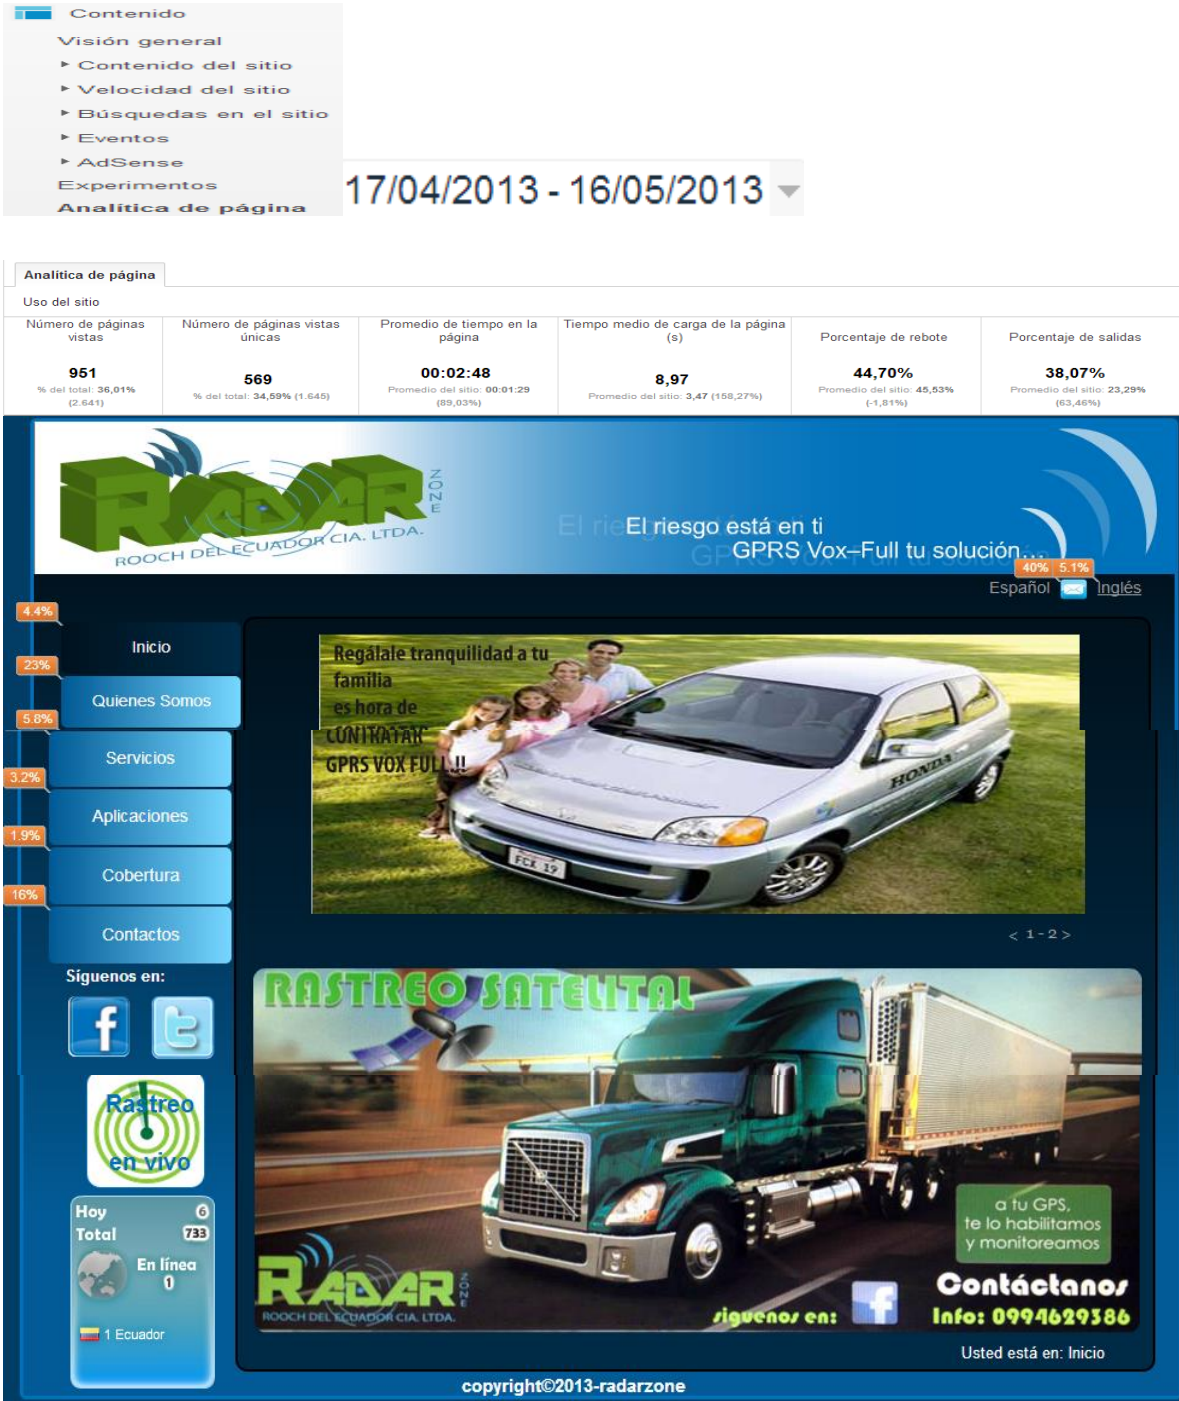 Contenido
Visión general
Contenido del sitio
Velocidad del sitio
Búsquedas en el sitio
Eventos
AdSense
Experimentos
Analítica de página
17/04/2013 - 16/05/2013
Analítica de página
Uso del sitio
Número de páginas vistas
951
% del total: 36,01% (2.641)
Número de páginas vistas únicas
569
% del total: 34,59% (1.645)
Promedio de tiempo en la página
00:02:48
Promedio del sitio: 00:01:29 (89,03%)
Tiempo medio de carga de la página (s)
8,97
Promedio del sitio: 3,47 (158,27%)
Porcentaje de rebote
44,70%
Promedio del sitio: 45,53% (-1,81%)
Porcentaje de salidas
38,07%
Promedio del sitio: 23,29% (63,46%)
RADAR ZONE
ROOCH DEL ECUADOR CIA. LTDA.
El riesgo está en ti
GPRS Vox–Full tu solución...
40% 5.1%
Español Inglés
4.4%
Inicio
23%
Quienes Somos
5.8%
Servicios
3.2%
Aplicaciones
1.9%
Cobertura
16%
Contactos
Regálale tranquilidad a tu
familia
es hora de
CONTRATAR
GPRS VOX FULL !!
HONDA
FCX 19
< 1 - 2 >
Síguenos en:
Rastreo
en vivo
Hoy 6
Total 733
En línea
1
1 Ecuador
RASTREO SATELITAL
a tu GPS,
te lo habilitamos
y monitoreamos
RADAR ZONE
ROOCH DEL ECUADOR CIA. LTDA.
siguenos en:
Contáctanos
Info: 0994629386
Usted está en: Inicio
copyright©2013-radarzone